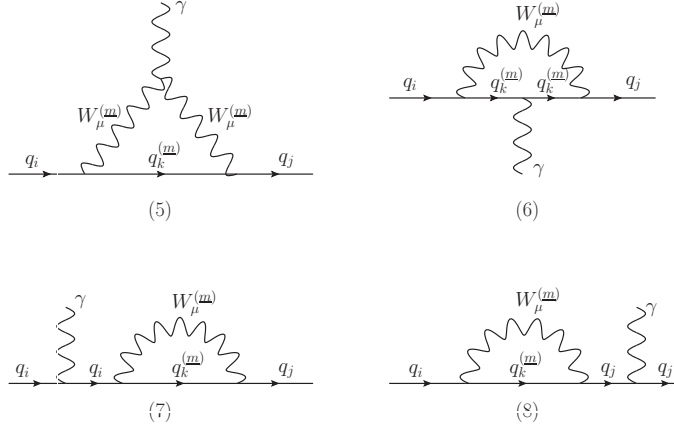 γ
W_μ^{(m)} W_μ^{(m)}
q_i q_k^{(m)} q_j
(5)
W_μ^{(m)}
q_i q_k^{(m)} q_k^{(m)} q_j
γ
(6)
γ W_μ^{(m)}
q_i q_i q_k^{(m)} q_j
(7)
W_μ^{(m)} γ
q_i q_k^{(m)} q_j q_j
(8)